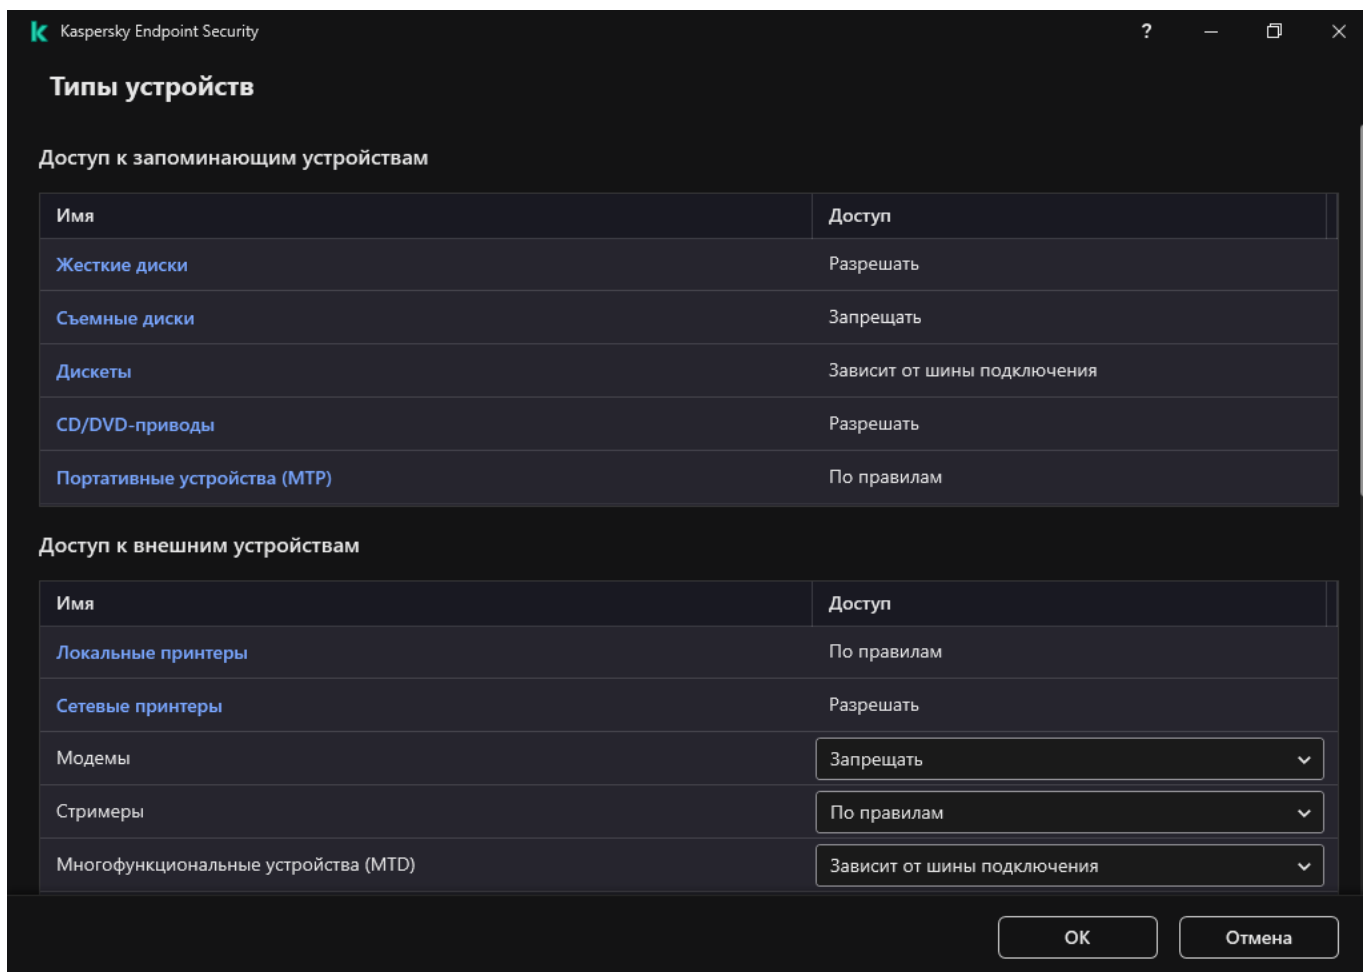 Kaspersky Endpoint Security ?
Типы устройств
Доступ к запоминающим устройствам
Имя Доступ
Жесткие диски Разрешать
Съемные диски Запрещать
Дискеты Зависит от шины подключения
CD/DVD-приводы Разрешать
Портативные устройства (MTP) По правилам
Доступ к внешним устройствам
Имя Доступ
Локальные принтеры По правилам
Сетевые принтеры Разрешать
Модемы Запрещать
Стримеры По правилам
Многофункциональные устройства (MTD) Зависит от шины подключения
ОК Отмена